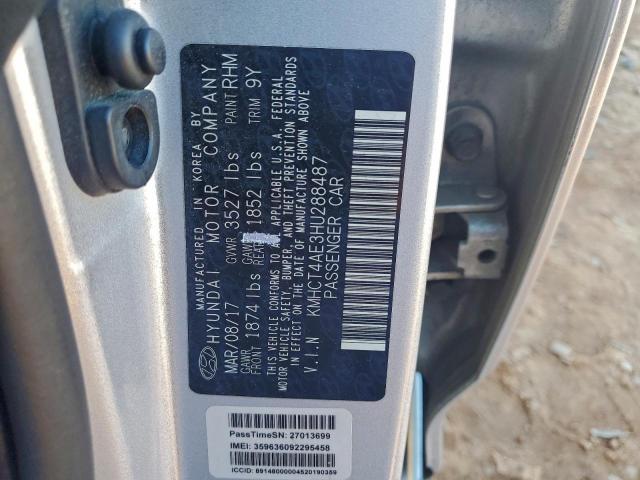 MANUFACTURED IN KOREA BY
HYUNDAI MOTOR COMPANY
MAR/08/17 GVWR 3527 lbs PAINT RHM
GAWR FRONT 1874 lbs GAWR REAR 1852 lbs TRIM 9Y
THIS VEHICLE CONFORMS TO ALL APPLICABLE U.S.A. FEDERAL
MOTOR VEHICLE SAFETY, BUMPER, AND THEFT PREVENTION STANDARDS
IN EFFECT ON THE DATE OF MANUFACTURE SHOWN ABOVE
V.I.N KMHCT4AE3HU288487
PASSENGER CAR
PassTimeSN: 27013699
IMEI: 359636092295458
ICCID: 89148000004520190359